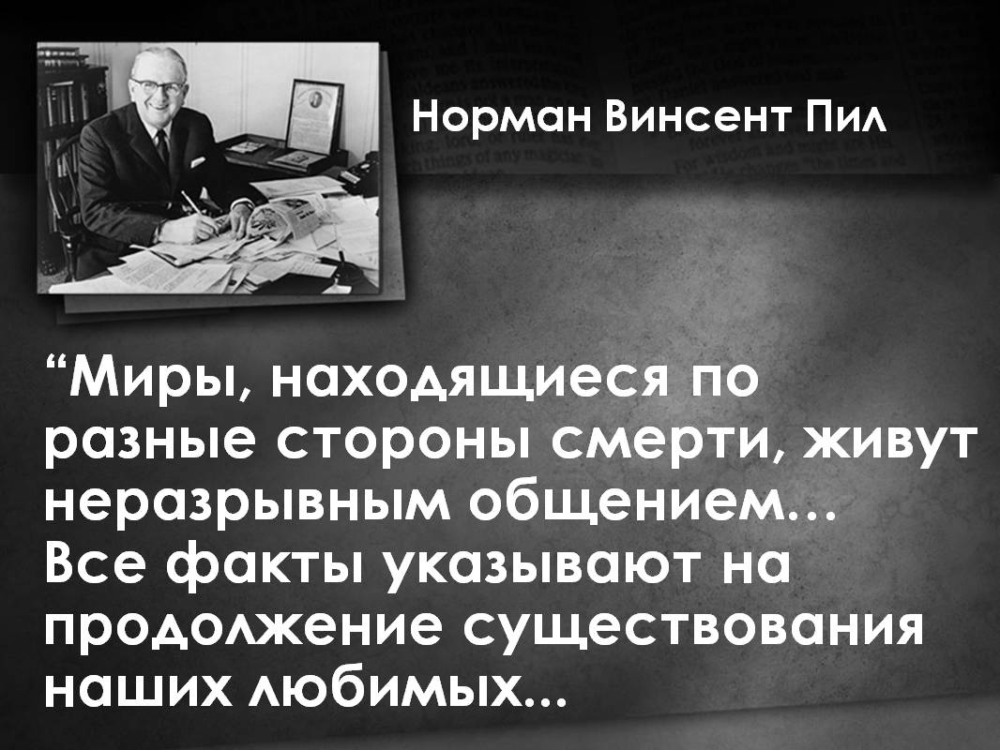 Норман Винсент Пил
“Миры, находящиеся по
разные стороны смерти, живут
неразрывным общением…
Все факты указывают на
продолжение существования
наших любимых...